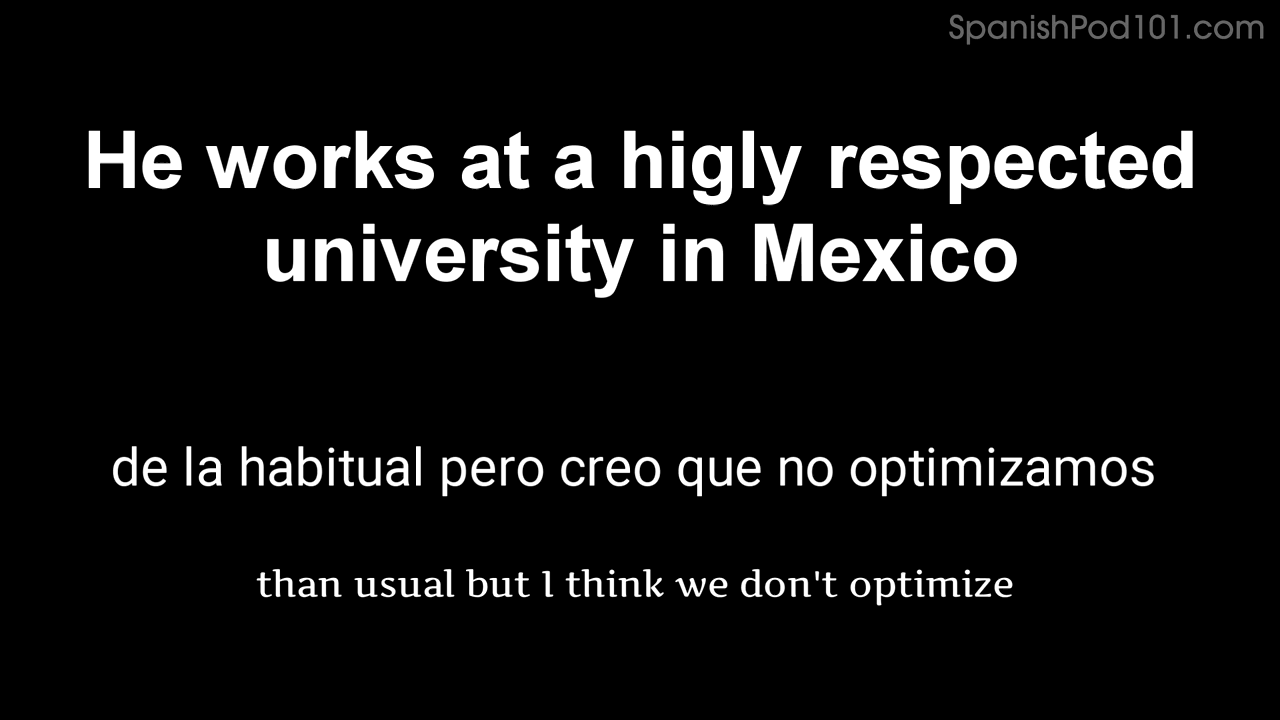 SpanishPod101.com
He works at a higly respected
university in Mexico
de la habitual pero creo que no optimizamos
than usual but I think we don't optimize